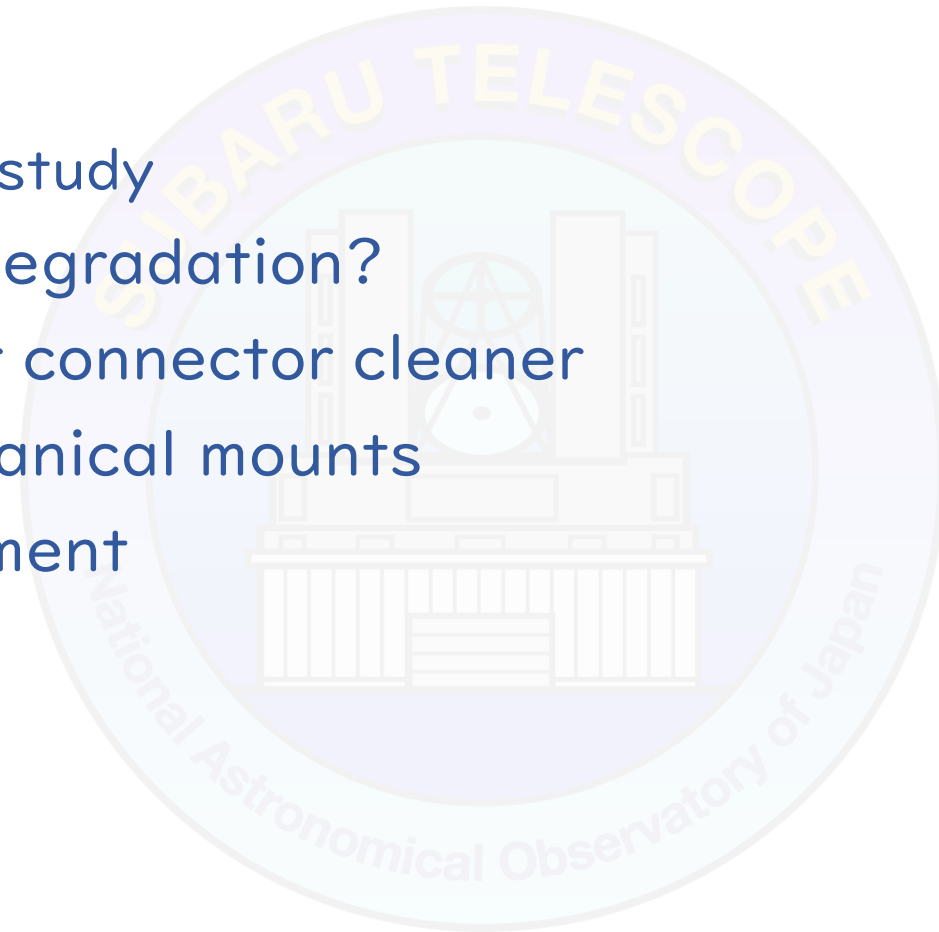 SUBARU TELESCOPE
study
egradation?
connector cleaner
anical mounts
ment
National Astronomical Observatory of Japan